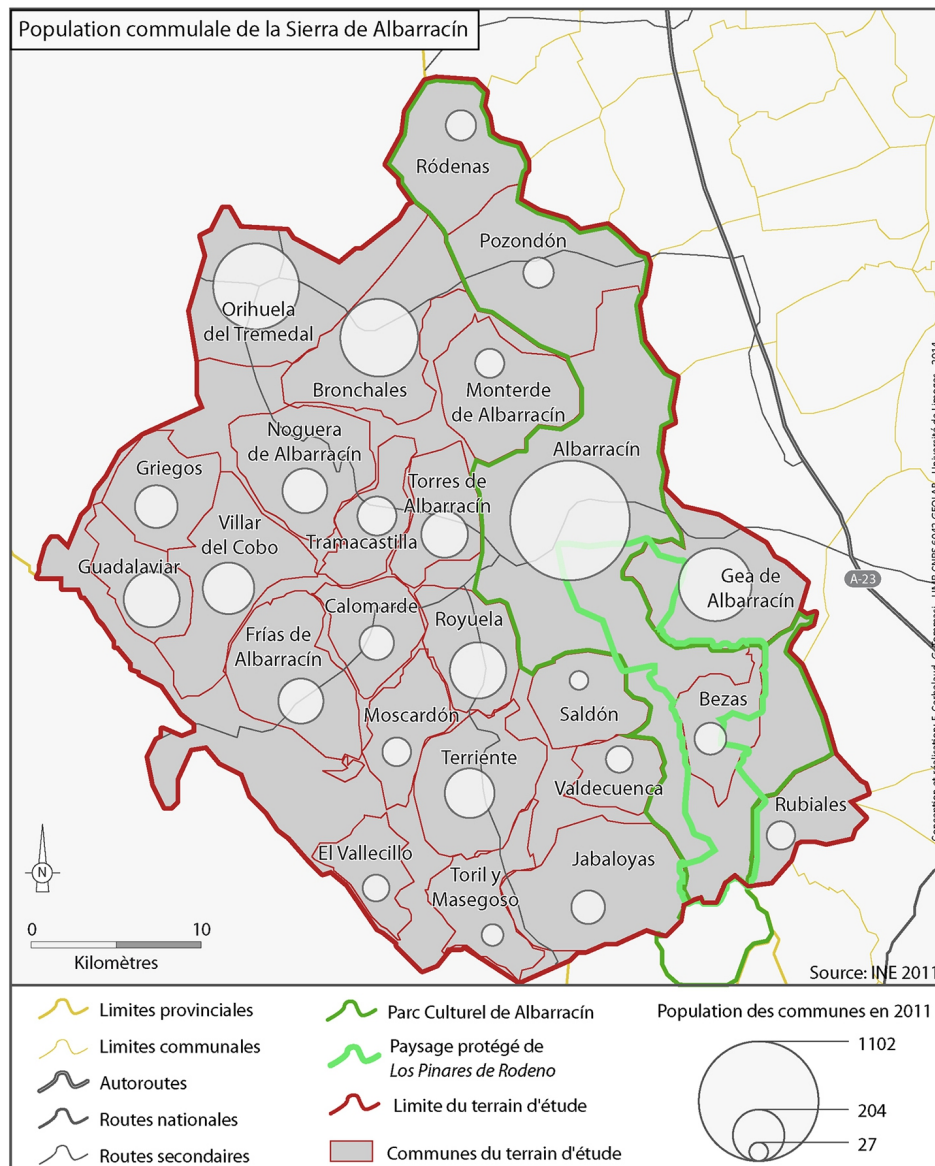 Population commulale de la Sierra de Albarracín
Ródenas
Pozondón
Orihuela
del Tremedal
Bronchales
Monterde
de Albarracín
Noguera
de Albarracín
Albarracín
Griegos
Torres de
Albarracín
Villar
del Cobo
Tramacastilla
Guadalaviar
Gea de
Albarracín
A-23
Calomarde
Royuela
Frías de
Albarracín
Moscardón
Saldón
Bezas
Terriente
Valdecuenca
Rubiales
El Vallecillo
Toril y
Masegoso
Jabaloyas
N
0 10
Kilomètres
Source: INE 2011
Limites provinciales
Limites communales
Autoroutes
Routes nationales
Routes secondaires
Parc Culturel de Albarracín
Paysage protégé de
Los Pinares de Rodeno
Limite du terrain d'étude
Communes du terrain d'étude
Population des communes en 2011
1102
204
27